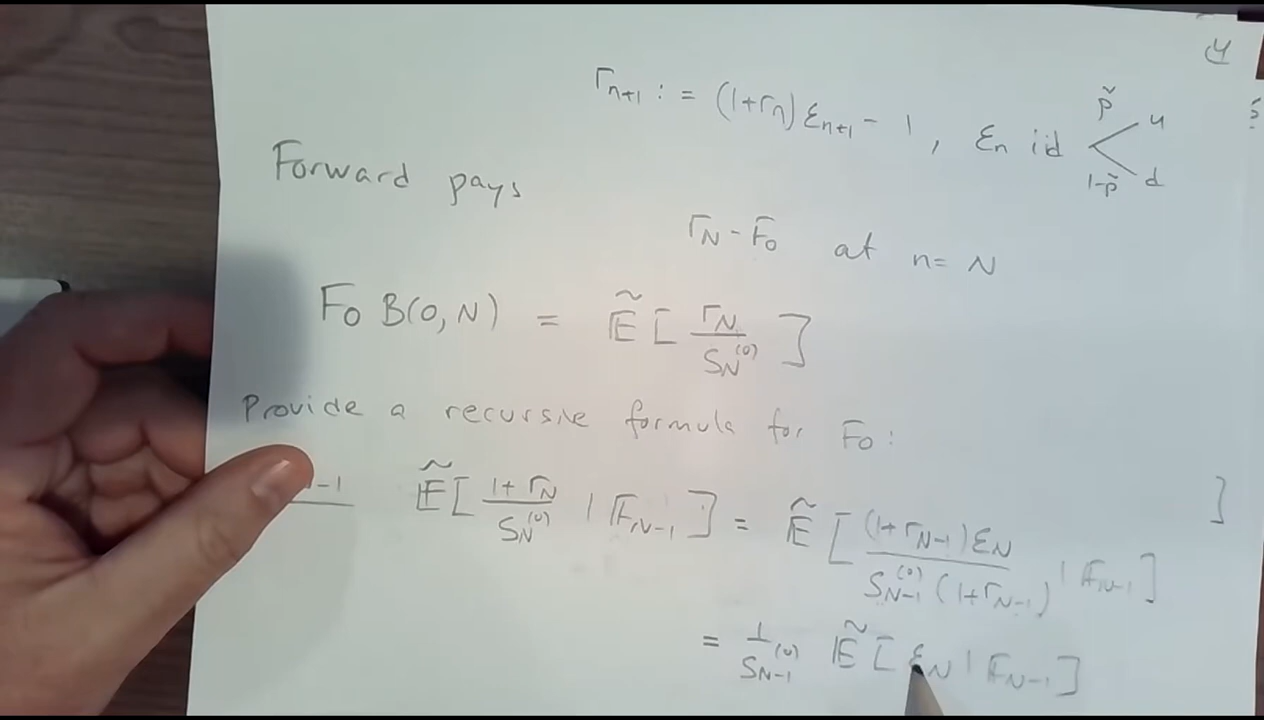 4
r_{n+1} := (1+r_n) ε_{n+1} - 1 , ε_n iid < p̃ u
1-p̃ d
Forward pays
r_N - F_0 at n = N
F_0 B(0, N) = Ẽ [ r_N / S_N^{(0)} ]
Provide a recursive formula for F_0 :
-1 Ẽ [ (1 + r_N) / S_N^{(0)} | F_{N-1} ] = Ẽ [ (1 + r_{N-1}) ε_N / S_{N-1}^{(0)} (1 + r_{N-1}) | F_{N-1} ] ]
= 1 / S_{N-1}^{(0)} Ẽ [ ε_N | F_{N-1} ]